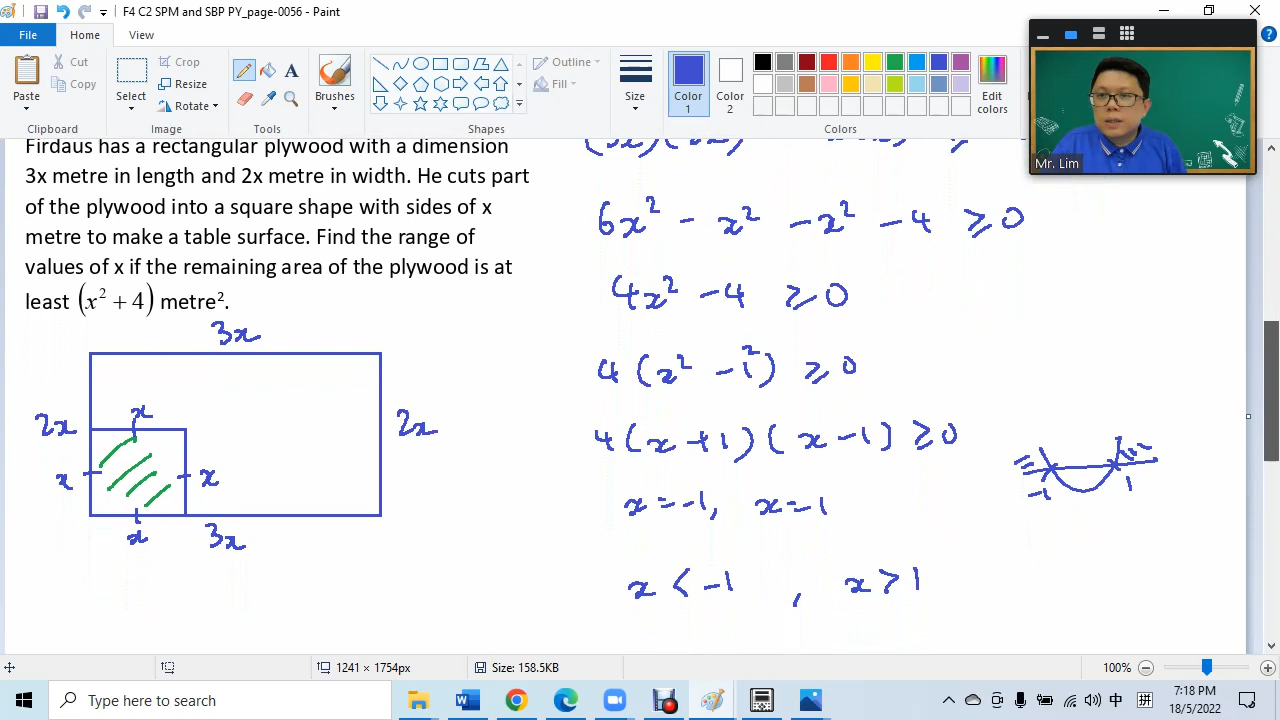 F4 C2 SPM and SBP PY_page-0056 - Paint
File Home View
Paste Cut Copy
Clipboard
Select Crop Resize Rotate
Image
Tools
Brushes
Outline
Fill
Shapes
Size
Color 1
Color 2
Edit colors
Colors
Mr. Lim
Firdaus has a rectangular plywood with a dimension
3x metre in length and 2x metre in width. He cuts part
of the plywood into a square shape with sides of x
metre to make a table surface. Find the range of
values of x if the remaining area of the plywood is at
least (x² + 4) metre².
3x
2x
x
2x
x
x
x
3x
6x² - x² - x² - 4 ≥ 0
4x² - 4 ≥ 0
4(x² - 1²) ≥ 0
4(x + 1)(x - 1) ≥ 0
x = -1, x = 1
-1 1
x < -1 , x > 1
1241 × 1754px
Size: 158.5KB
100%
Type here to search
中
拼
7:18 PM
18/5/2022